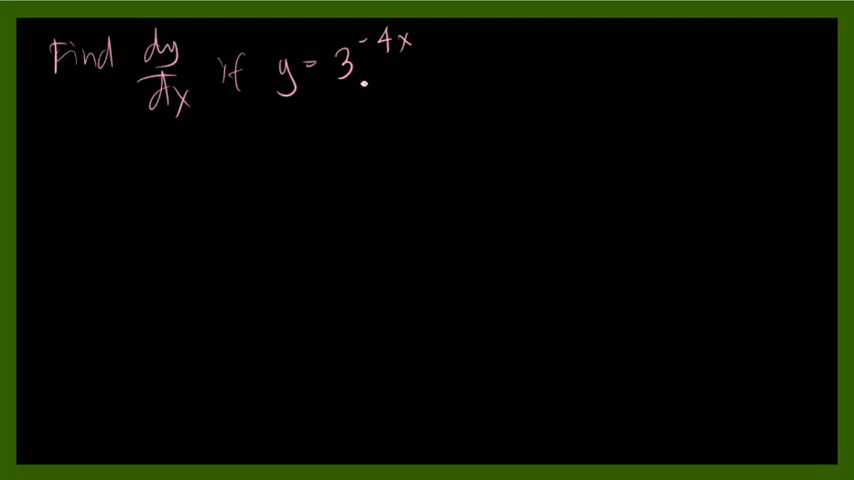 Find dy/dx if y = 3^{-4x}